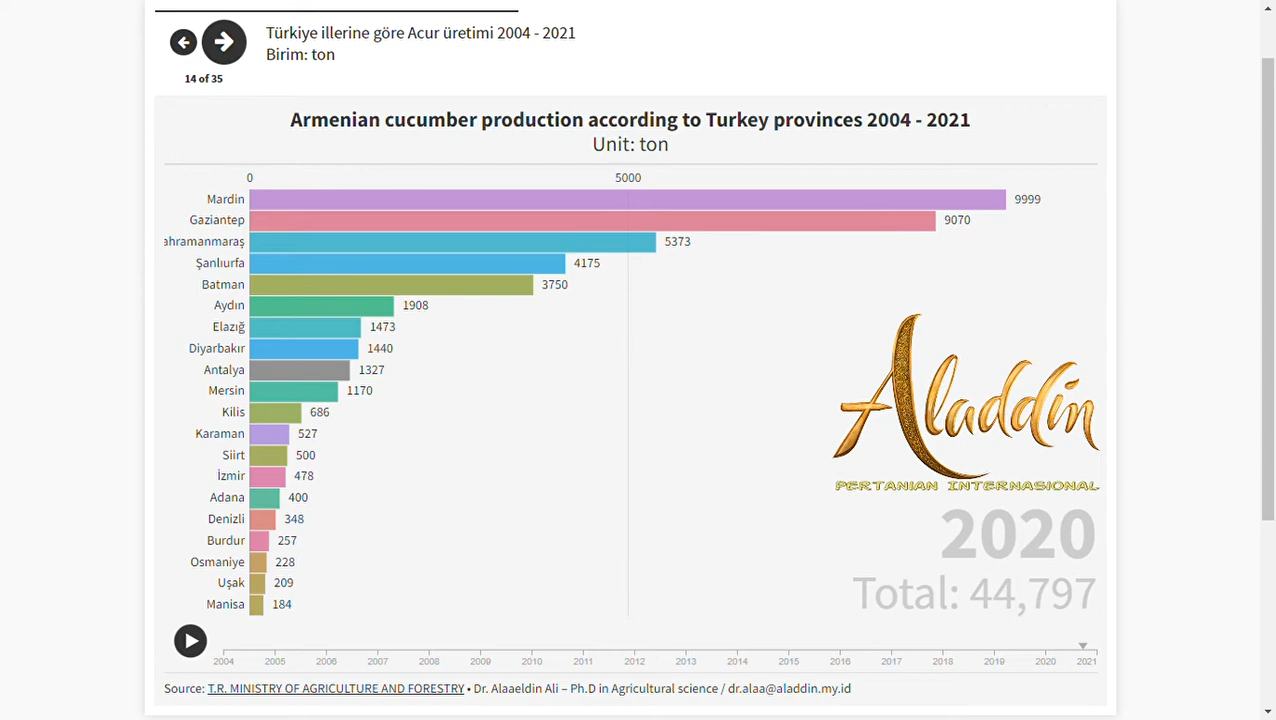 Türkiye illerine göre Acur üretimi 2004 - 2021
Birim: ton
14 of 35
Armenian cucumber production according to Turkey provinces 2004 - 2021
Unit: ton
0 5000
Mardin 9999
Gaziantep 9070
ahramanmaraş 5373
Şanlıurfa 4175
Batman 3750
Aydın 1908
Elazığ 1473
Diyarbakır 1440
Antalya 1327
Mersin 1170
Kilis 686
Karaman 527
Siirt 500
İzmir 478
Adana 400
Denizli 348
Burdur 257
Osmaniye 228
Uşak 209
Manisa 184
Aladdin
PERTANIAN INTERNASIONAL
2020
Total: 44,797
2004 2005 2006 2007 2008 2009 2010 2011 2012 2013 2014 2015 2016 2017 2018 2019 2020 2021
Source: T.R. MINISTRY OF AGRICULTURE AND FORESTRY • Dr. Alaaeldin Ali – Ph.D in Agricultural science / dr.alaa@aladdin.my.id